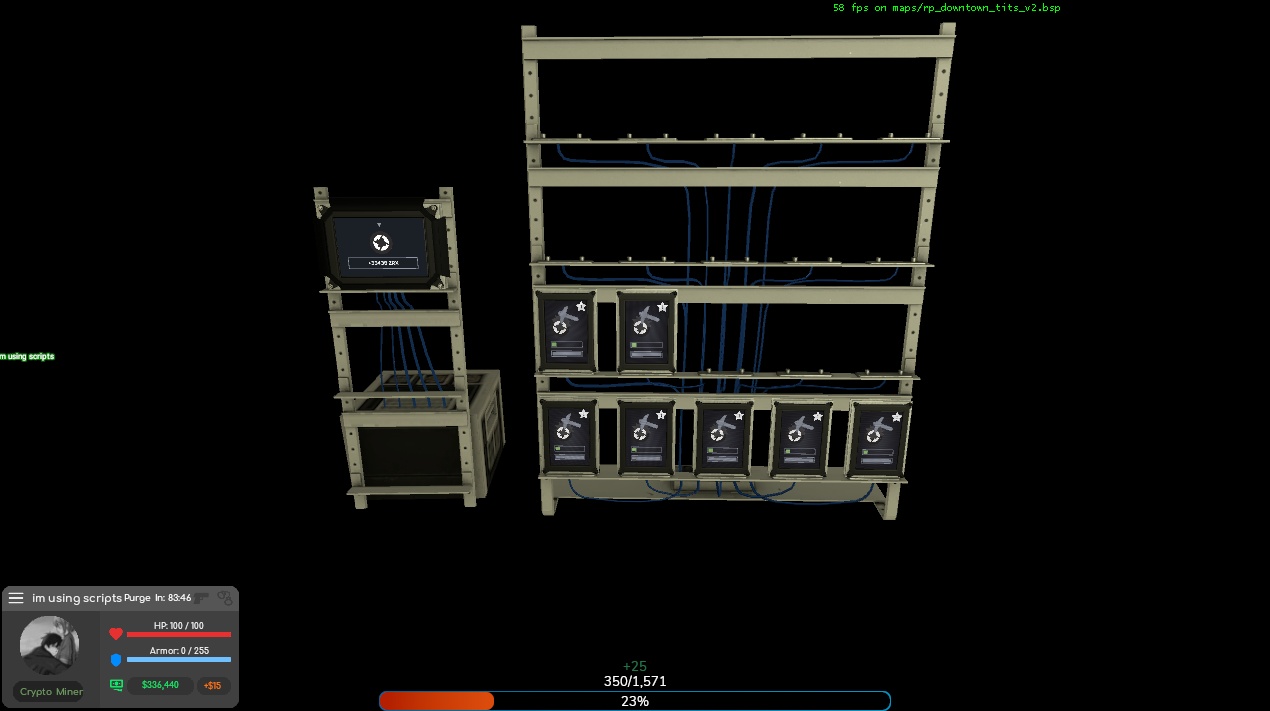 58 fps on maps/rp_downtown_tits_v2.bsp
m using scripts
im using scripts Purge In: 83:46
HP: 100 / 100
Armor: 0 / 255
$336,440 +$15
Crypto Miner
+25
350/1,571
23%